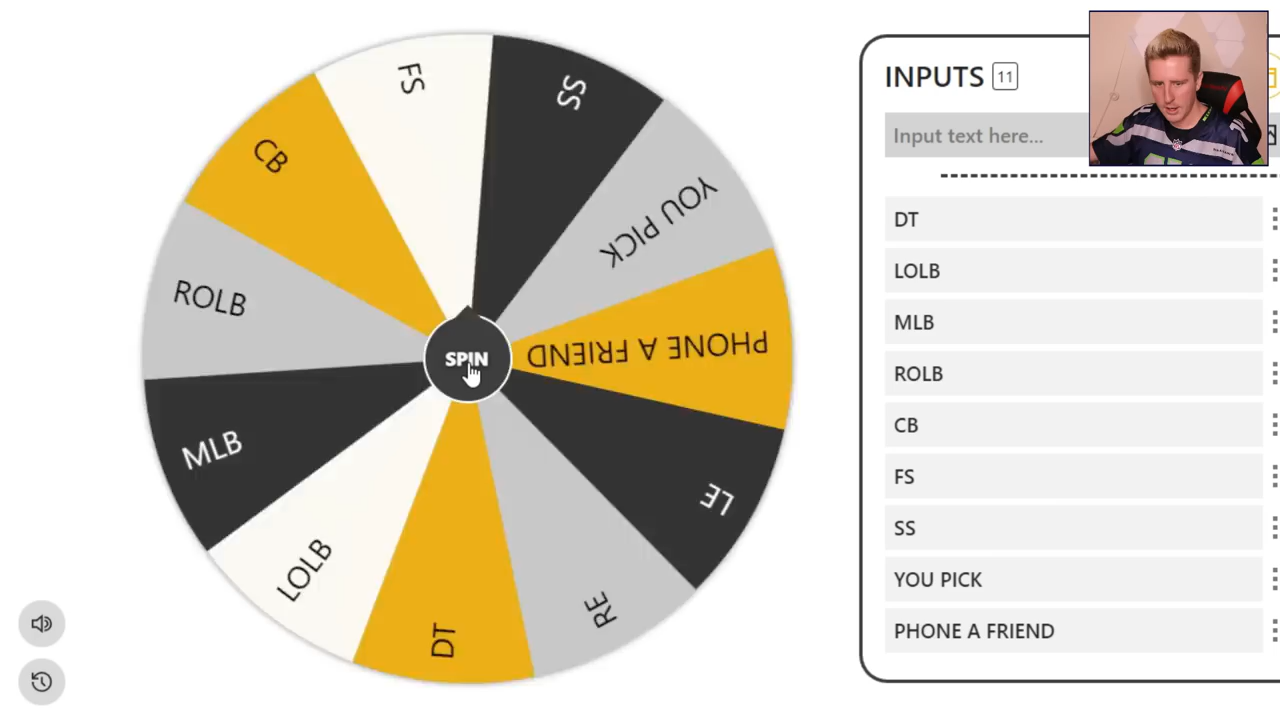 FS
SS
CB
YOU PICK
ROLB
PHONE A FRIEND
SPIN
MLB
LE
LOLB
RE
DT
INPUTS 11
Input text here...
DT
LOLB
MLB
ROLB
CB
FS
SS
YOU PICK
PHONE A FRIEND